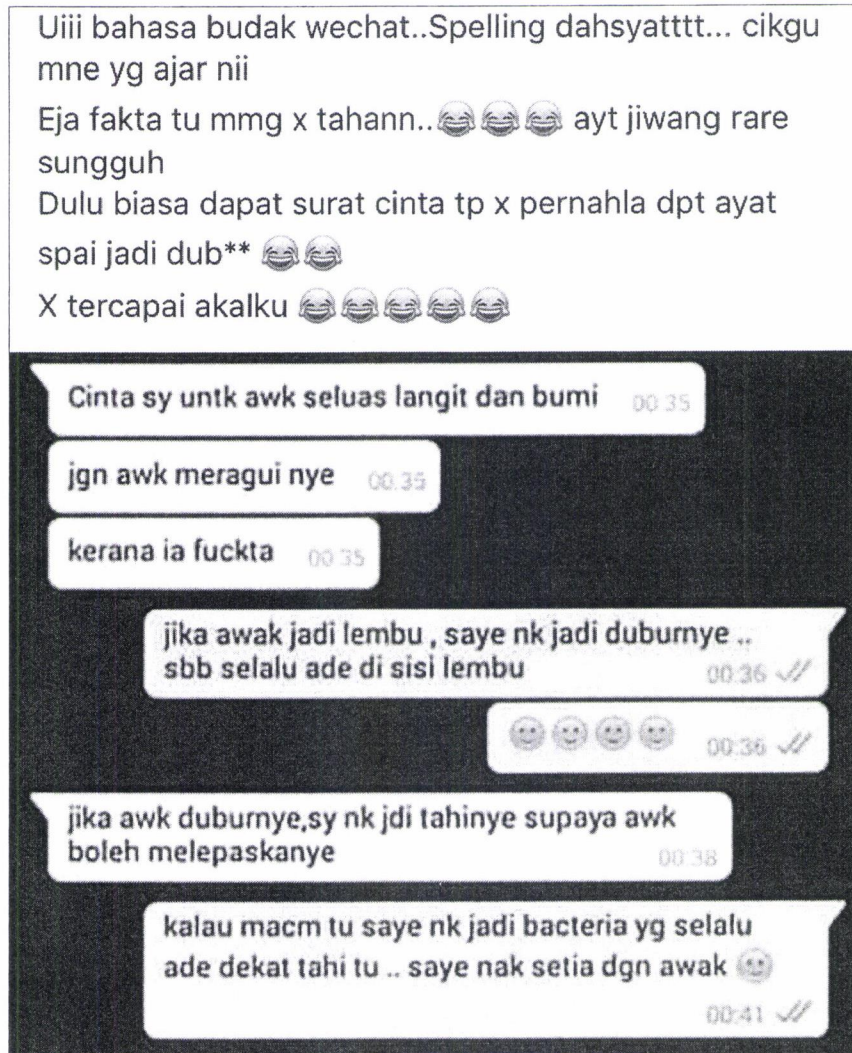 Uiii bahasa budak wechat..Spelling dahsyatttt... cikgu
mne yg ajar nii
Eja fakta tu mmg x tahann..😂😂😂 ayt jiwang rare
sungguh
Dulu biasa dapat surat cinta tp x pernahla dpt ayat
spai jadi dub** 😂😂
X tercapai akalku 😂😂😂😂😂
Cinta sy untk awk seluas langit dan bumi 00:35
jgn awk meragui nye 00:35
kerana ia fuckta 00:35
jika awak jadi lembu , saye nk jadi duburnye ..
sbb selalu ade di sisi lembu 00:36
🙂🙂🙂🙂 00:36
jika awk duburnye,sy nk jdi tahinye supaya awk
boleh melepaskanye 00:38
kalau macm tu saye nk jadi bacteria yg selalu
ade dekat tahi tu .. saye nak setia dgn awak 🙂
00:41